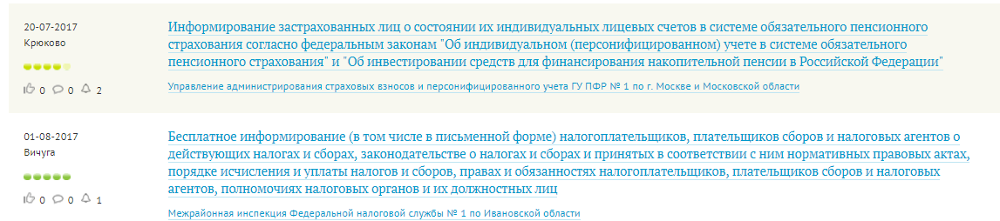 20-07-2017
Крюково
0 0 2
Информирование застрахованных лиц о состоянии их индивидуальных лицевых счетов в системе обязательного пенсионного
страхования согласно федеральным законам "Об индивидуальном (персонифицированном) учете в системе обязательного
пенсионного страхования" и "Об инвестировании средств для финансирования накопительной пенсии в Российской Федерации"
Управление администрирования страховых взносов и персонифицированного учета ГУ ПФР № 1 по г. Москве и Московской области
01-08-2017
Вичуга
0 0 1
Бесплатное информирование (в том числе в письменной форме) налогоплательщиков, плательщиков сборов и налоговых агентов о
действующих налогах и сборах, законодательстве о налогах и сборах и принятых в соответствии с ним нормативных правовых актах,
порядке исчисления и уплаты налогов и сборов, правах и обязанностях налогоплательщиков, плательщиков сборов и налоговых
агентов, полномочиях налоговых органов и их должностных лиц
Межрайонная инспекция Федеральной налоговой службы № 1 по Ивановской области